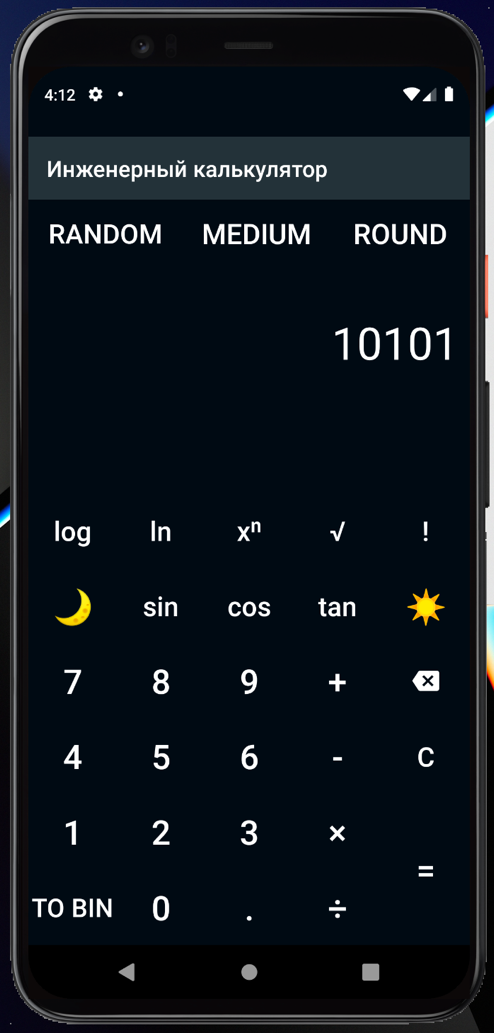 4:12
Инженерный калькулятор
RANDOM MEDIUM ROUND
10101
log ln xⁿ √ !
sin cos tan
7 8 9 +
4 5 6 - C
1 2 3 ×
=
TO BIN 0 . ÷